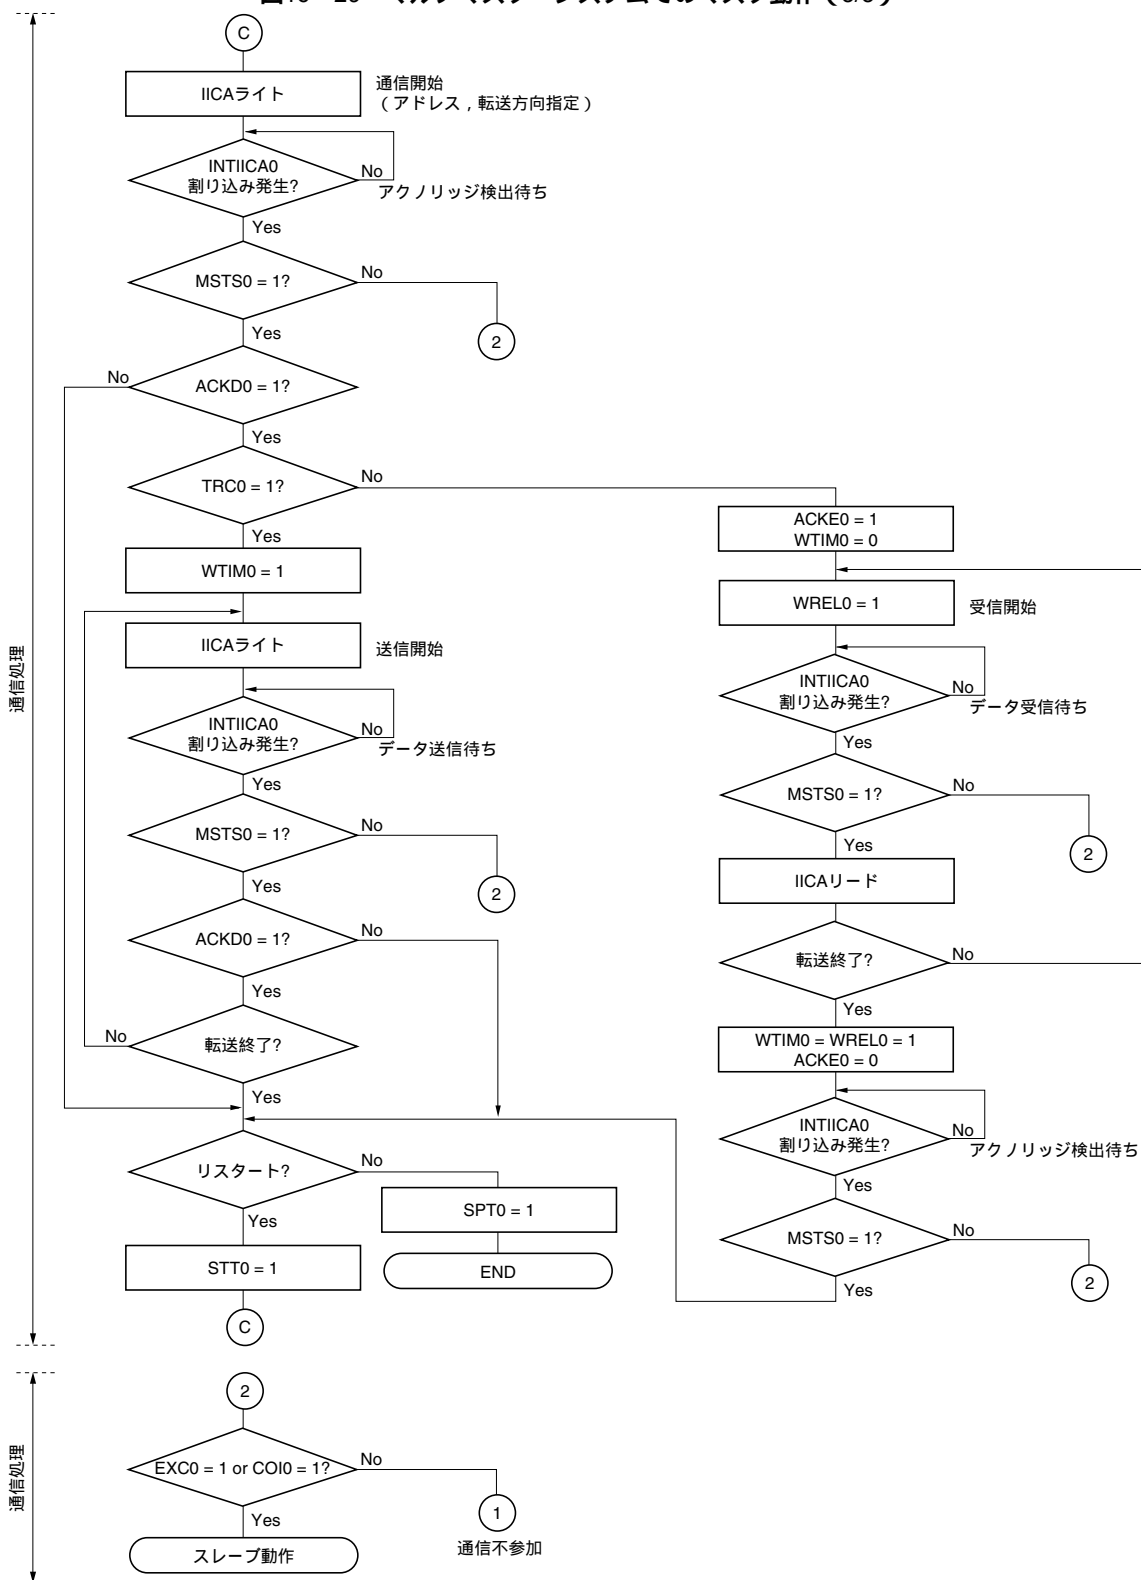 C
IICAライト
通信開始
（アドレス，転送方向指定）
INTIICA0
割り込み発生?
No
アクノリッジ検出待ち
Yes
MSTS0 = 1?
No
2
Yes
ACKD0 = 1?
No
Yes
TRC0 = 1?
No
Yes
WTIM0 = 1
IICAライト
送信開始
INTIICA0
割り込み発生?
No
データ送信待ち
Yes
MSTS0 = 1?
No
2
Yes
ACKD0 = 1?
No
Yes
転送終了?
No
Yes
リスタート?
No
Yes
SPT0 = 1
END
STT0 = 1
C
ACKE0 = 1
WTIM0 = 0
WREL0 = 1
受信開始
INTIICA0
割り込み発生?
No
データ受信待ち
Yes
MSTS0 = 1?
No
2
Yes
IICAリード
転送終了?
No
Yes
WTIM0 = WREL0 = 1
ACKE0 = 0
INTIICA0
割り込み発生?
No
アクノリッジ検出待ち
Yes
MSTS0 = 1?
No
2
Yes
通信処理
2
EXC0 = 1 or COI0 = 1?
No
1
通信不参加
Yes
スレーブ動作
通信処理